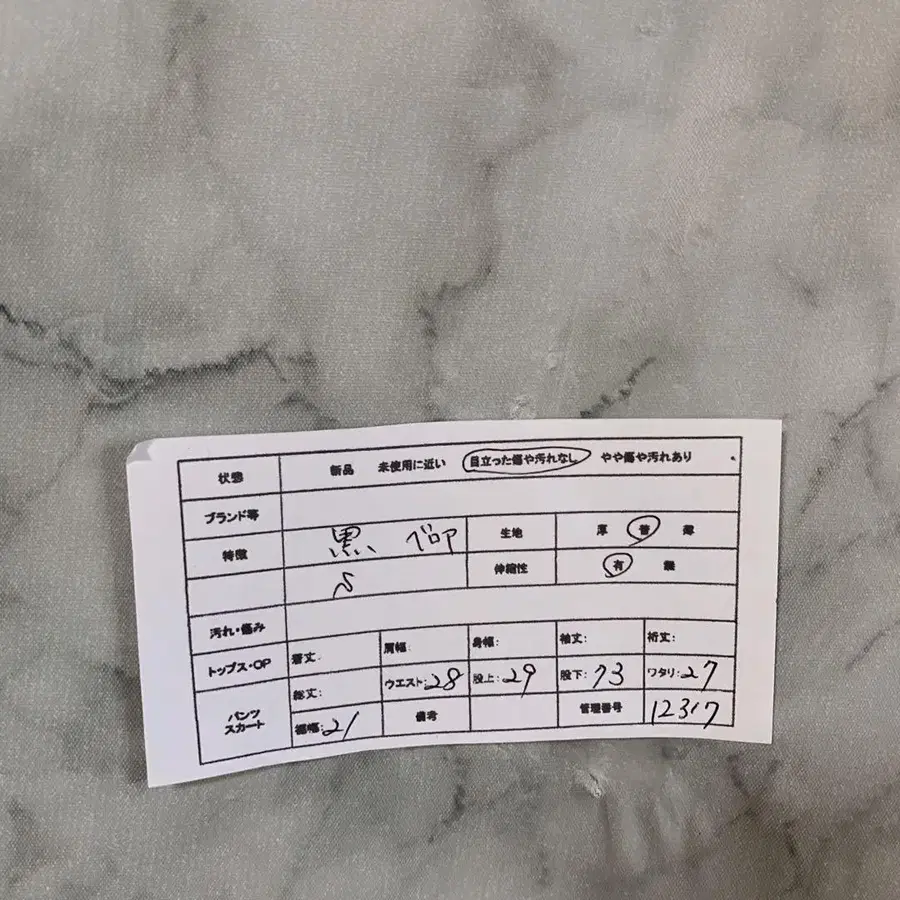 状態 新品 未使用に近い 目立った傷や汚れなし やや傷や汚れあり
ブランド等
特徴 黒 生地 厚 普 薄
S 伸縮性 有 無
汚れ・傷み
トップス・OP 着丈: 肩幅: 身幅: 袖丈: 裄丈:
パンツ スカート 総丈: ウエスト:28 股上:29 股下:73 ワタリ:27
裾幅:21 備考 管理番号 12317